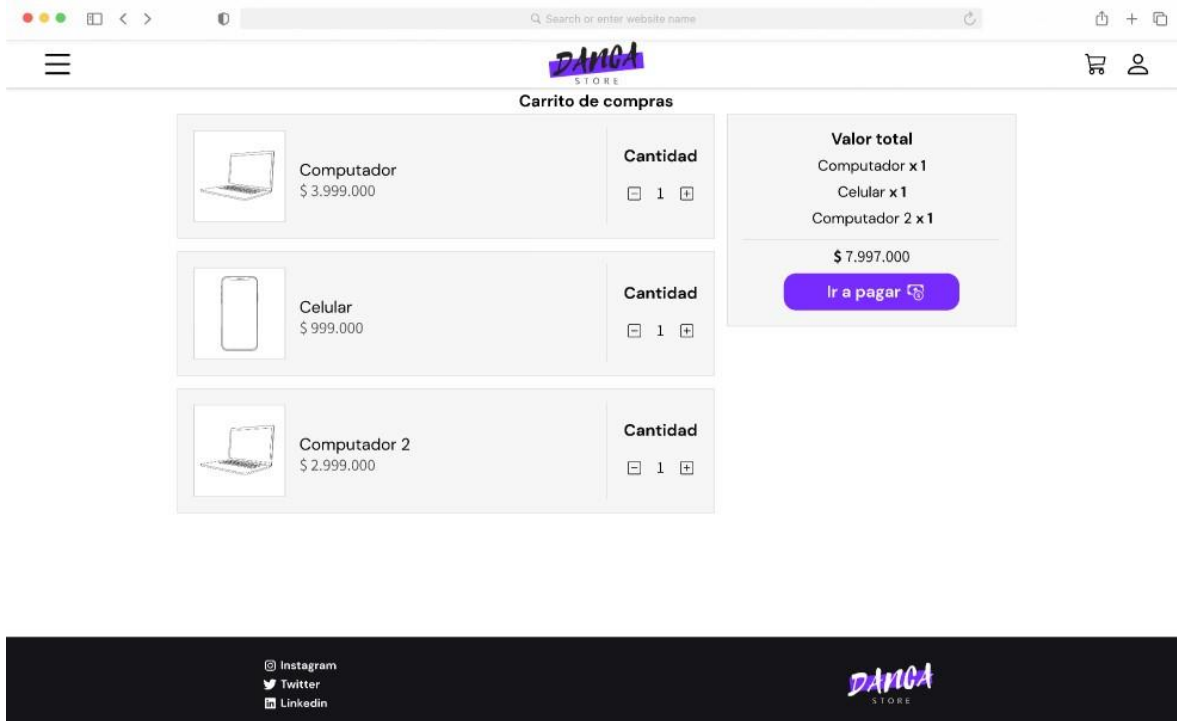 Search or enter website name
DANCA
STORE
Carrito de compras
Computador
$ 3.999.000
Cantidad
1
Celular
$ 999.000
Cantidad
1
Computador 2
$ 2.999.000
Cantidad
1
Valor total
Computador x 1
Celular x 1
Computador 2 x 1
$ 7.997.000
Ir a pagar
Instagram
Twitter
Linkedin
DANCA
STORE